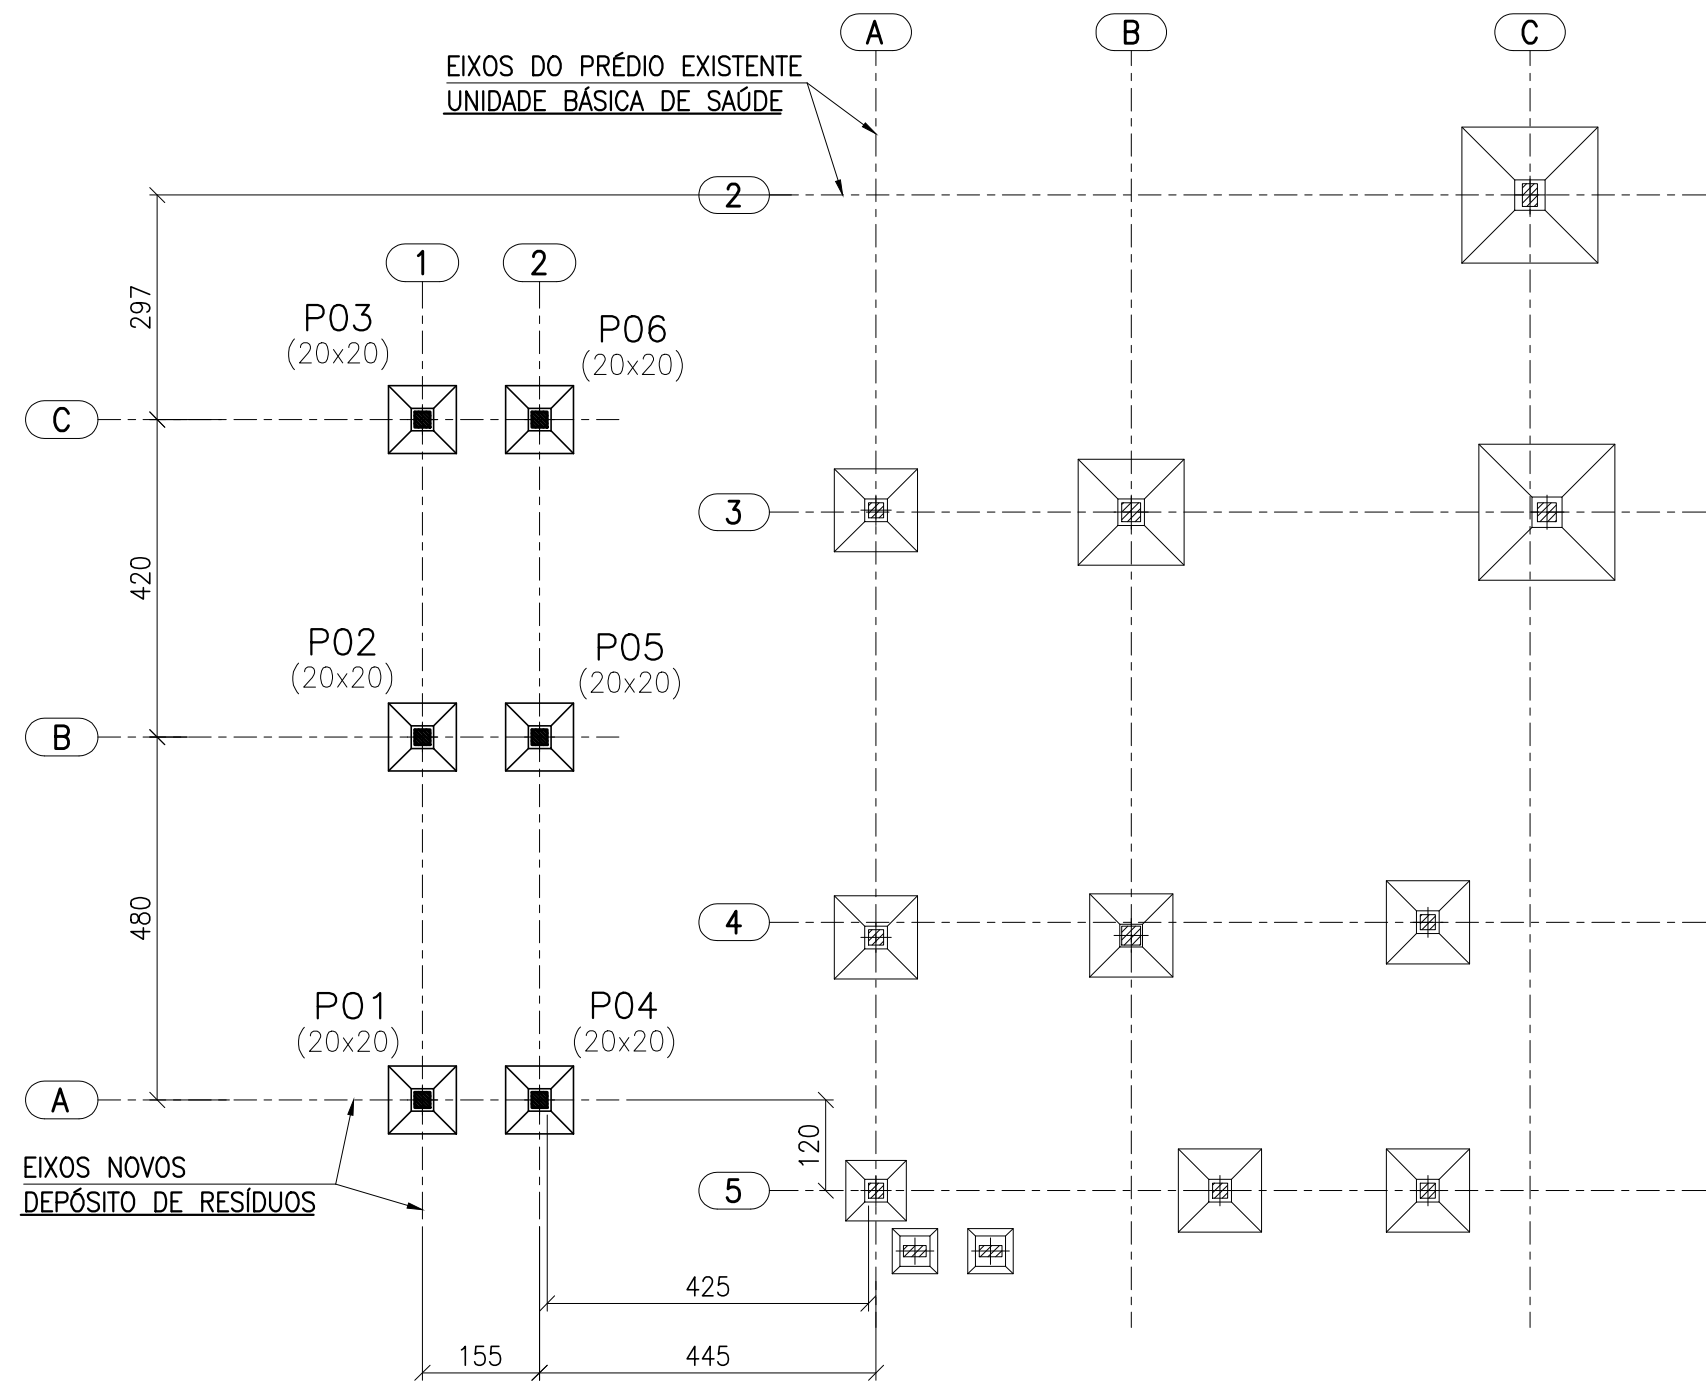 A
B
C
EIXOS DO PRÉDIO EXISTENTE
UNIDADE BÁSICA DE SAÚDE
2
1
2
297
P03
(20x20)
P06
(20x20)
C
3
420
P02
(20x20)
P05
(20x20)
B
480
4
P01
(20x20)
P04
(20x20)
A
120
EIXOS NOVOS
DEPÓSITO DE RESÍDUOS
5
425
155
445